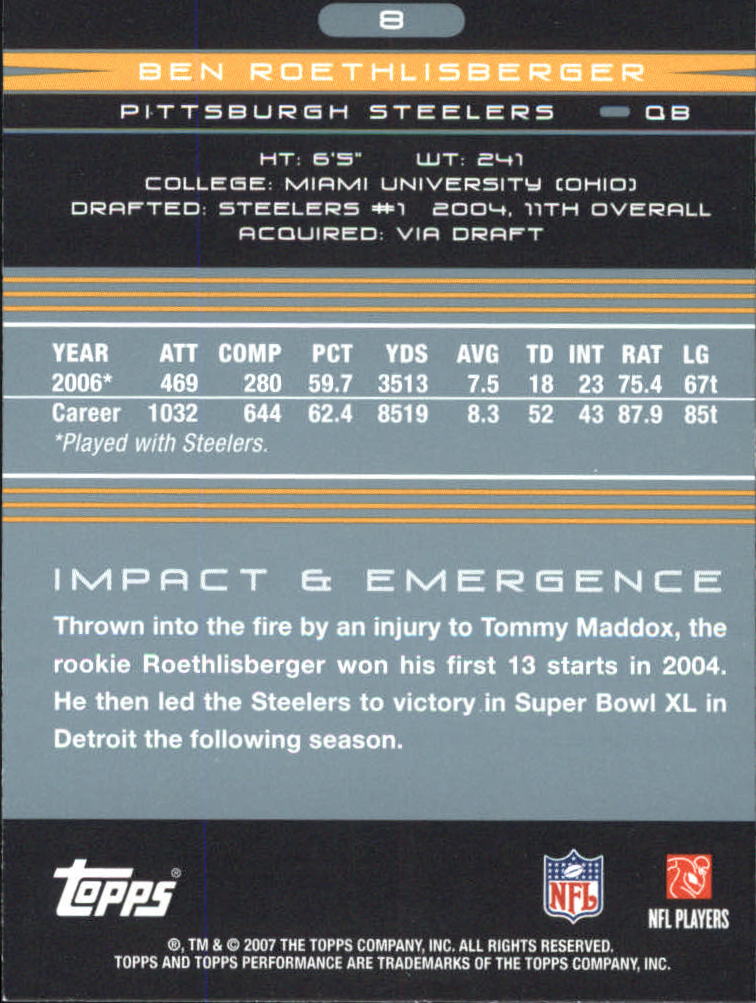 8
BEN ROETHLISBERGER
PITTSBURGH STEELERS - QB
HT: 6'5" WT: 241
COLLEGE: MIAMI UNIVERSITY (OHIO)
DRAFTED: STEELERS #1 2004, 11TH OVERALL
ACQUIRED: VIA DRAFT
YEAR ATT COMP PCT YDS AVG TD INT RAT LG
2006* 469 280 59.7 3513 7.5 18 23 75.4 67t
Career 1032 644 62.4 8519 8.3 52 43 87.9 85t
*Played with Steelers.
IMPACT & EMERGENCE
Thrown into the fire by an injury to Tommy Maddox, the
rookie Roethlisberger won his first 13 starts in 2004.
He then led the Steelers to victory in Super Bowl XL in
Detroit the following season.
Topps®
NFL
NFL PLAYERS
®, TM & © 2007 THE TOPPS COMPANY, INC. ALL RIGHTS RESERVED.
TOPPS AND TOPPS PERFORMANCE ARE TRADEMARKS OF THE TOPPS COMPANY, INC.